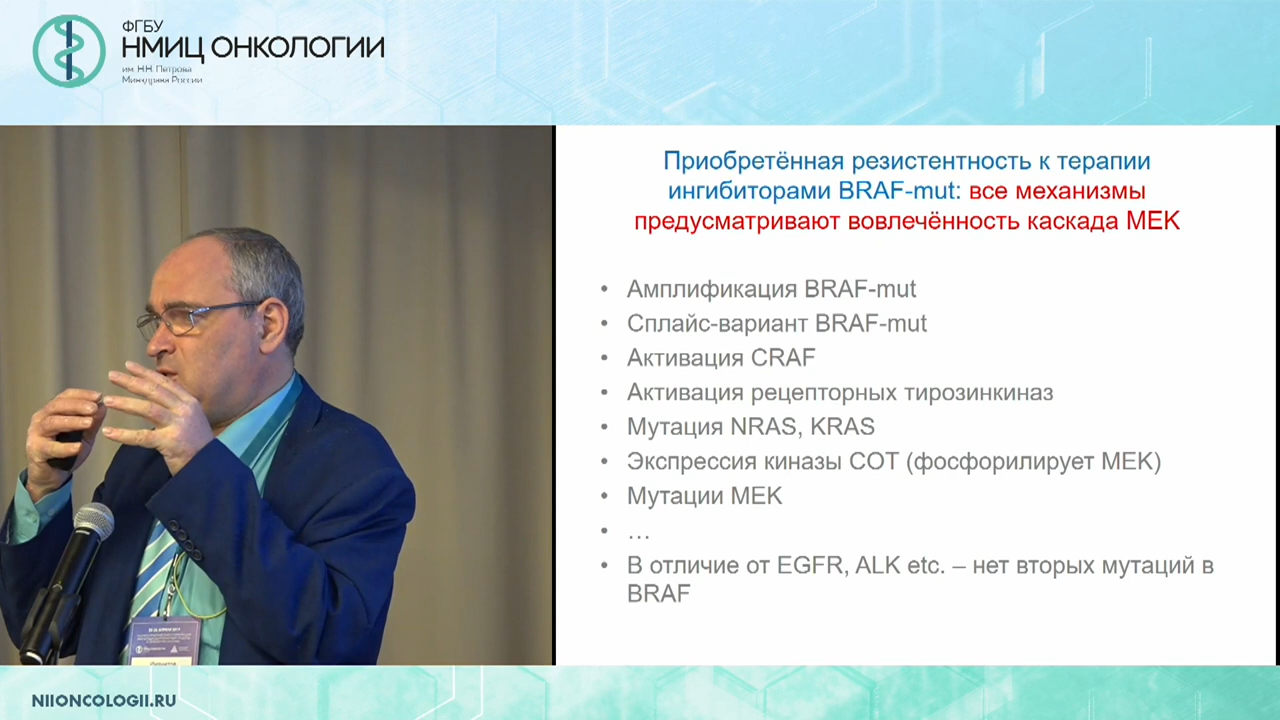 ФГБУ
НМИЦ ОНКОЛОГИИ
им. Н.Н. Петрова
Минздрава России
Приобретённая резистентность к терапии
ингибиторами BRAF-mut: все механизмы
предусматривают вовлечённость каскада MEK
• Амплификация BRAF-mut
• Сплайс-вариант BRAF-mut
• Активация CRAF
• Активация рецепторных тирозинкиназ
• Мутация NRAS, KRAS
• Экспрессия киназы COT (фосфорилирует MEK)
• Мутации MEK
• …
• В отличие от EGFR, ALK etc. – нет вторых мутаций в
BRAF
NIIONCOLOGII.RU